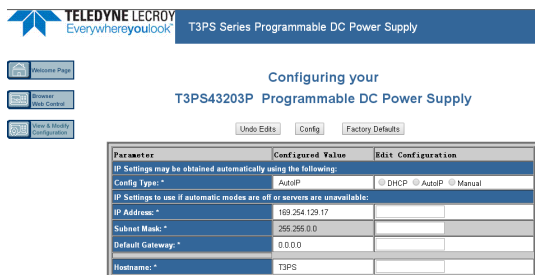 TELEDYNE LECROY
Everywhereyoulook™
T3PS Series Programmable DC Power Supply
Welcome Page
Browser
Web Control
View & Modify
Configuration
Configuring your
T3PS43203P Programmable DC Power Supply
Undo Edits Config Factory Defaults
Parameter Configured Value Edit Configuration
IP Settings may be obtained automatically using the following:
Config Type: * AutoIP DHCP AutoIP Manual
IP Settings to use if automatic modes are off or servers are unavailable:
IP Address: * 169.254.129.17
Subnet Mask: * 255.255.0.0
Default Gateway: * 0.0.0.0
Hostname: * T3PS